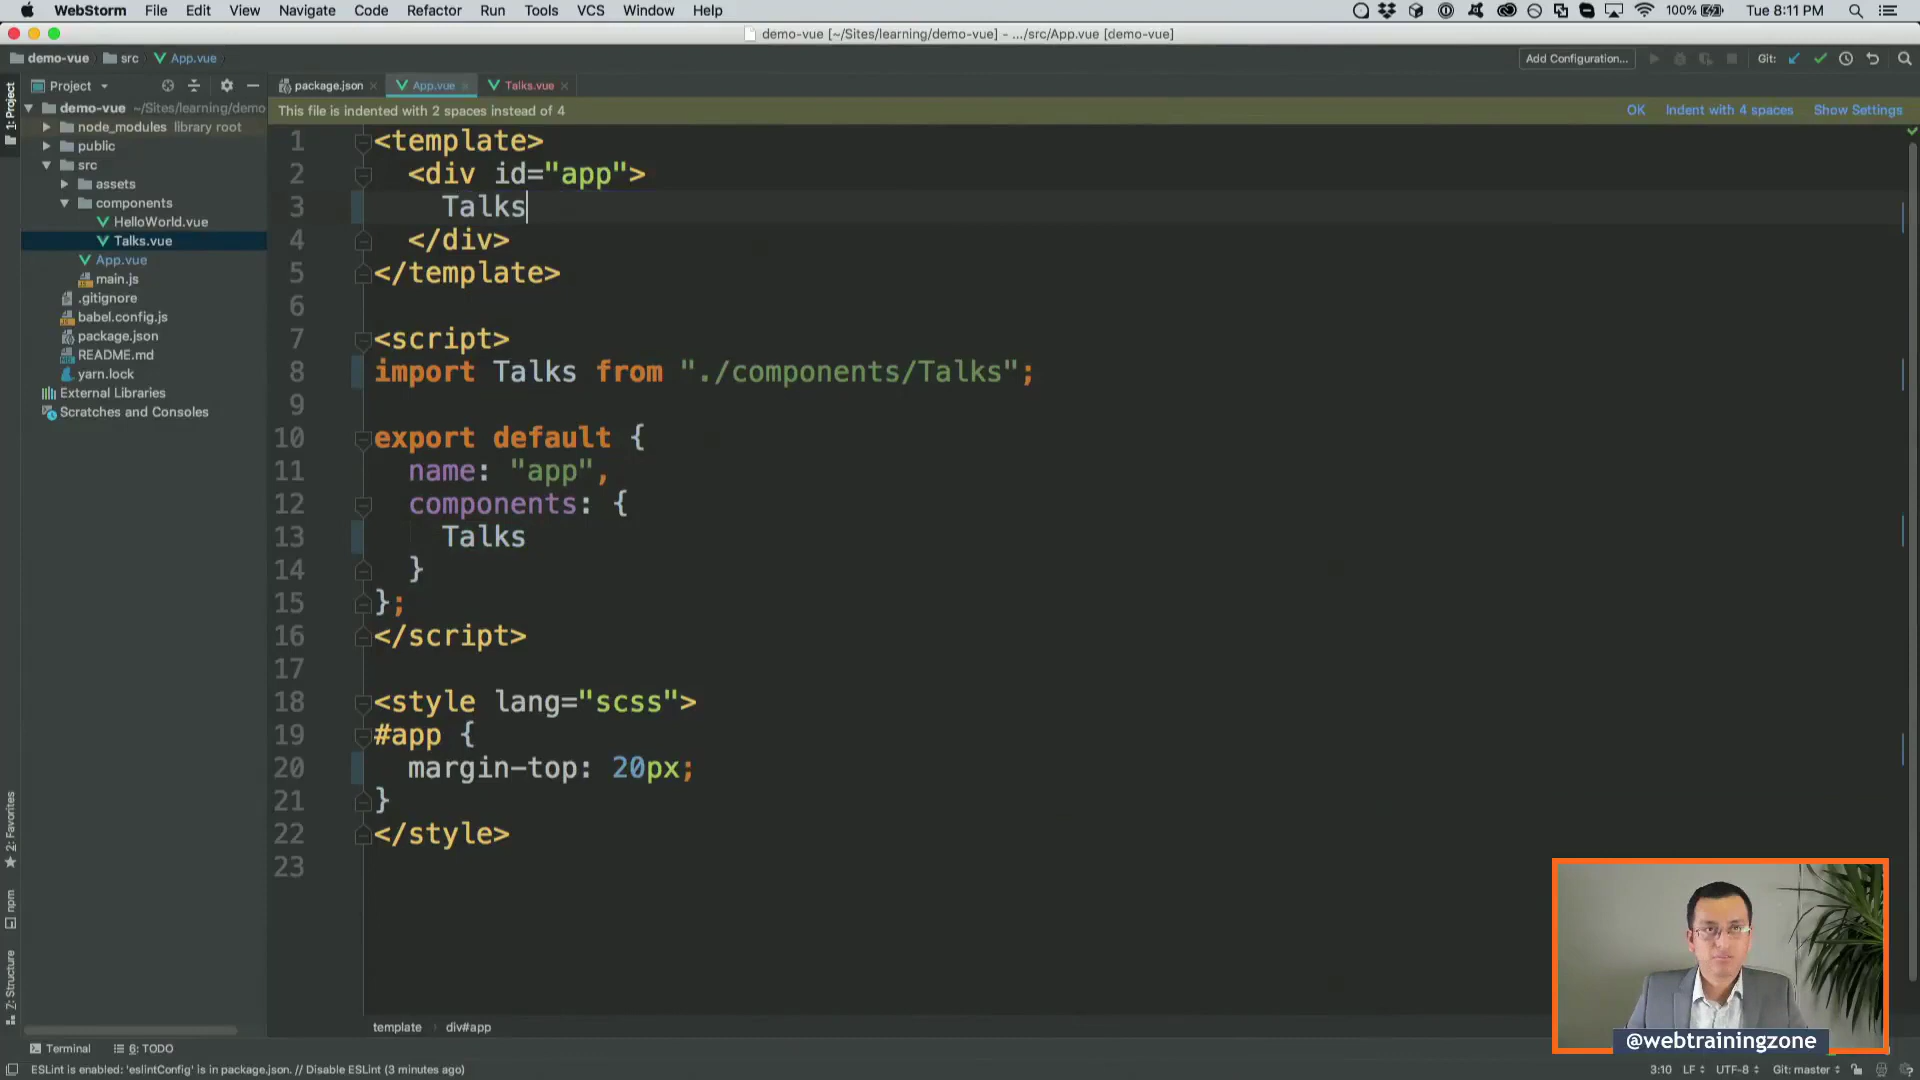 WebStorm File Edit View Navigate Code Refactor Run Tools VCS Window Help 100% Tue 8:11 PM
demo-vue [~/Sites/learning/demo-vue] - .../src/App.vue [demo-vue]
demo-vue src App.vue Add Configuration... Git:
Project package.json App.vue Talks.vue
This file is indented with 2 spaces instead of 4 OK Indent with 4 spaces Show Settings
1: Project
demo-vue ~/Sites/learning/demo
node_modules library root
public
src
assets
components
HelloWorld.vue
Talks.vue
App.vue
main.js
.gitignore
babel.config.js
package.json
README.md
yarn.lock
External Libraries
Scratches and Consoles
2: Favorites
npm
Z: Structure
1 <template>
2 <div id="app">
3 Talks
4 </div>
5 </template>
6
7 <script>
8 import Talks from "./components/Talks";
9
10 export default {
11 name: "app",
12 components: {
13 Talks
14 }
15 };
16 </script>
17
18 <style lang="scss">
19 #app {
20 margin-top: 20px;
21 }
22 </style>
23
template div#app
@webtrainingzone
Terminal 6: TODO
ESLint is enabled: 'eslintConfig' is in package.json. // Disable ESLint (3 minutes ago) 3:10 LF UTF-8 Git: master